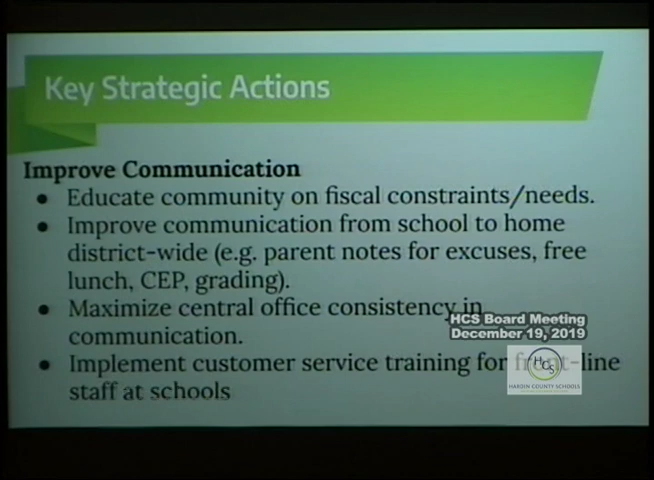 Key Strategic Actions
Improve Communication
● Educate community on fiscal constraints/needs.
● Improve communication from school to home
district-wide (e.g. parent notes for excuses, free
lunch, CEP, grading).
● Maximize central office consistency in
communication.
HCS Board Meeting
December 19, 2019
● Implement customer service training for front-line
staff at schools
HCS
HARDIN COUNTY SCHOOLS